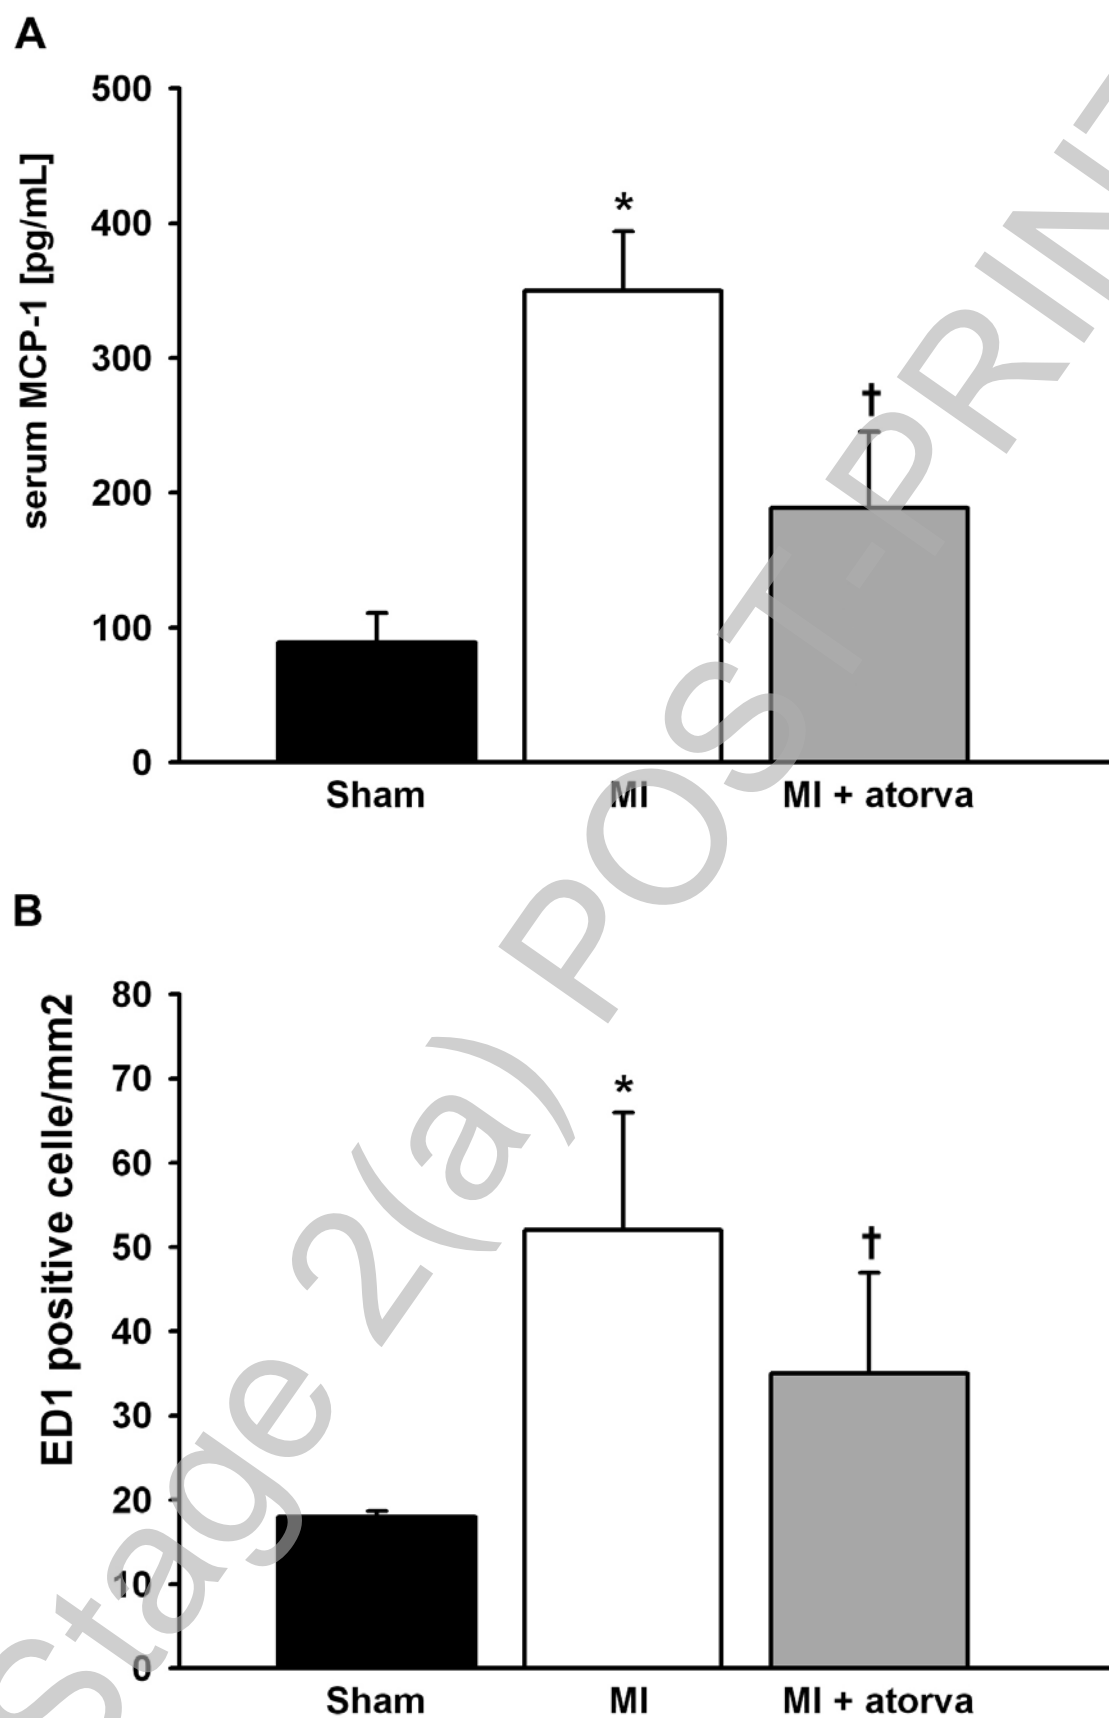 A
500
400
300
200
100
0
serum MCP-1 [pg/mL]
*
†
Sham MI MI + atorva
B
80
70
60
50
40
30
20
10
0
ED1 positive celle/mm2
*
†
Sham MI MI + atorva
Stage 2(a) POST-PRINT